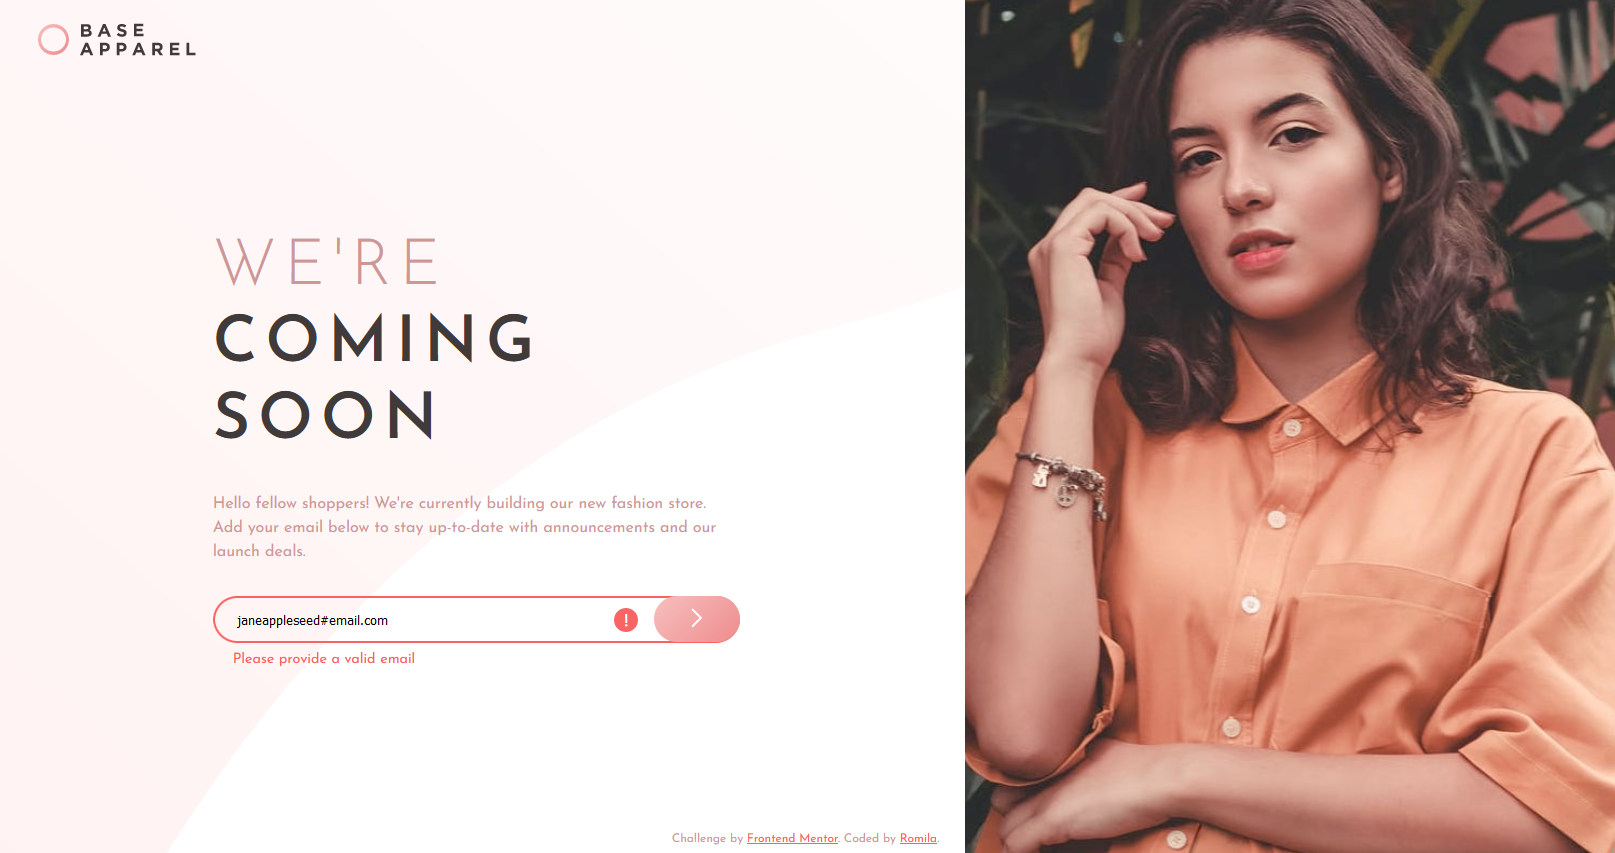 BASE
APPAREL
WE'RE
COMING
SOON
Hello fellow shoppers! We're currently building our new fashion store.
Add your email below to stay up-to-date with announcements and our
launch deals.
janeappleseed#email.com !
Please provide a valid email
Challenge by Frontend Mentor. Coded by Romila.